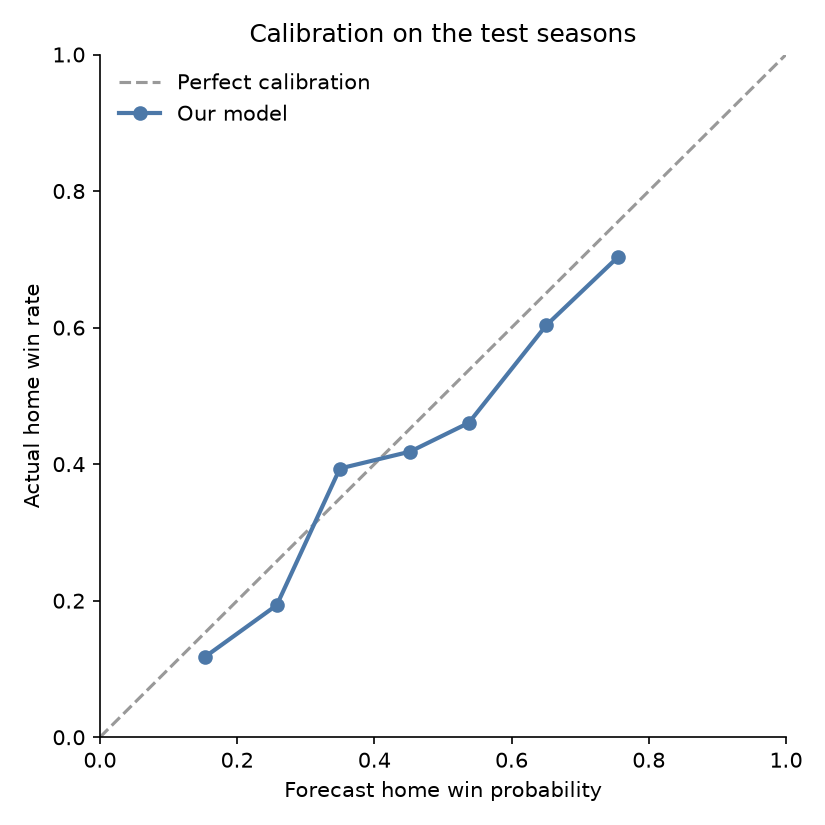 Calibration on the test seasons
Perfect calibration
Our model
Actual home win rate
1.0
0.8
0.6
0.4
0.2
0.0
0.0 0.2 0.4 0.6 0.8 1.0
Forecast home win probability